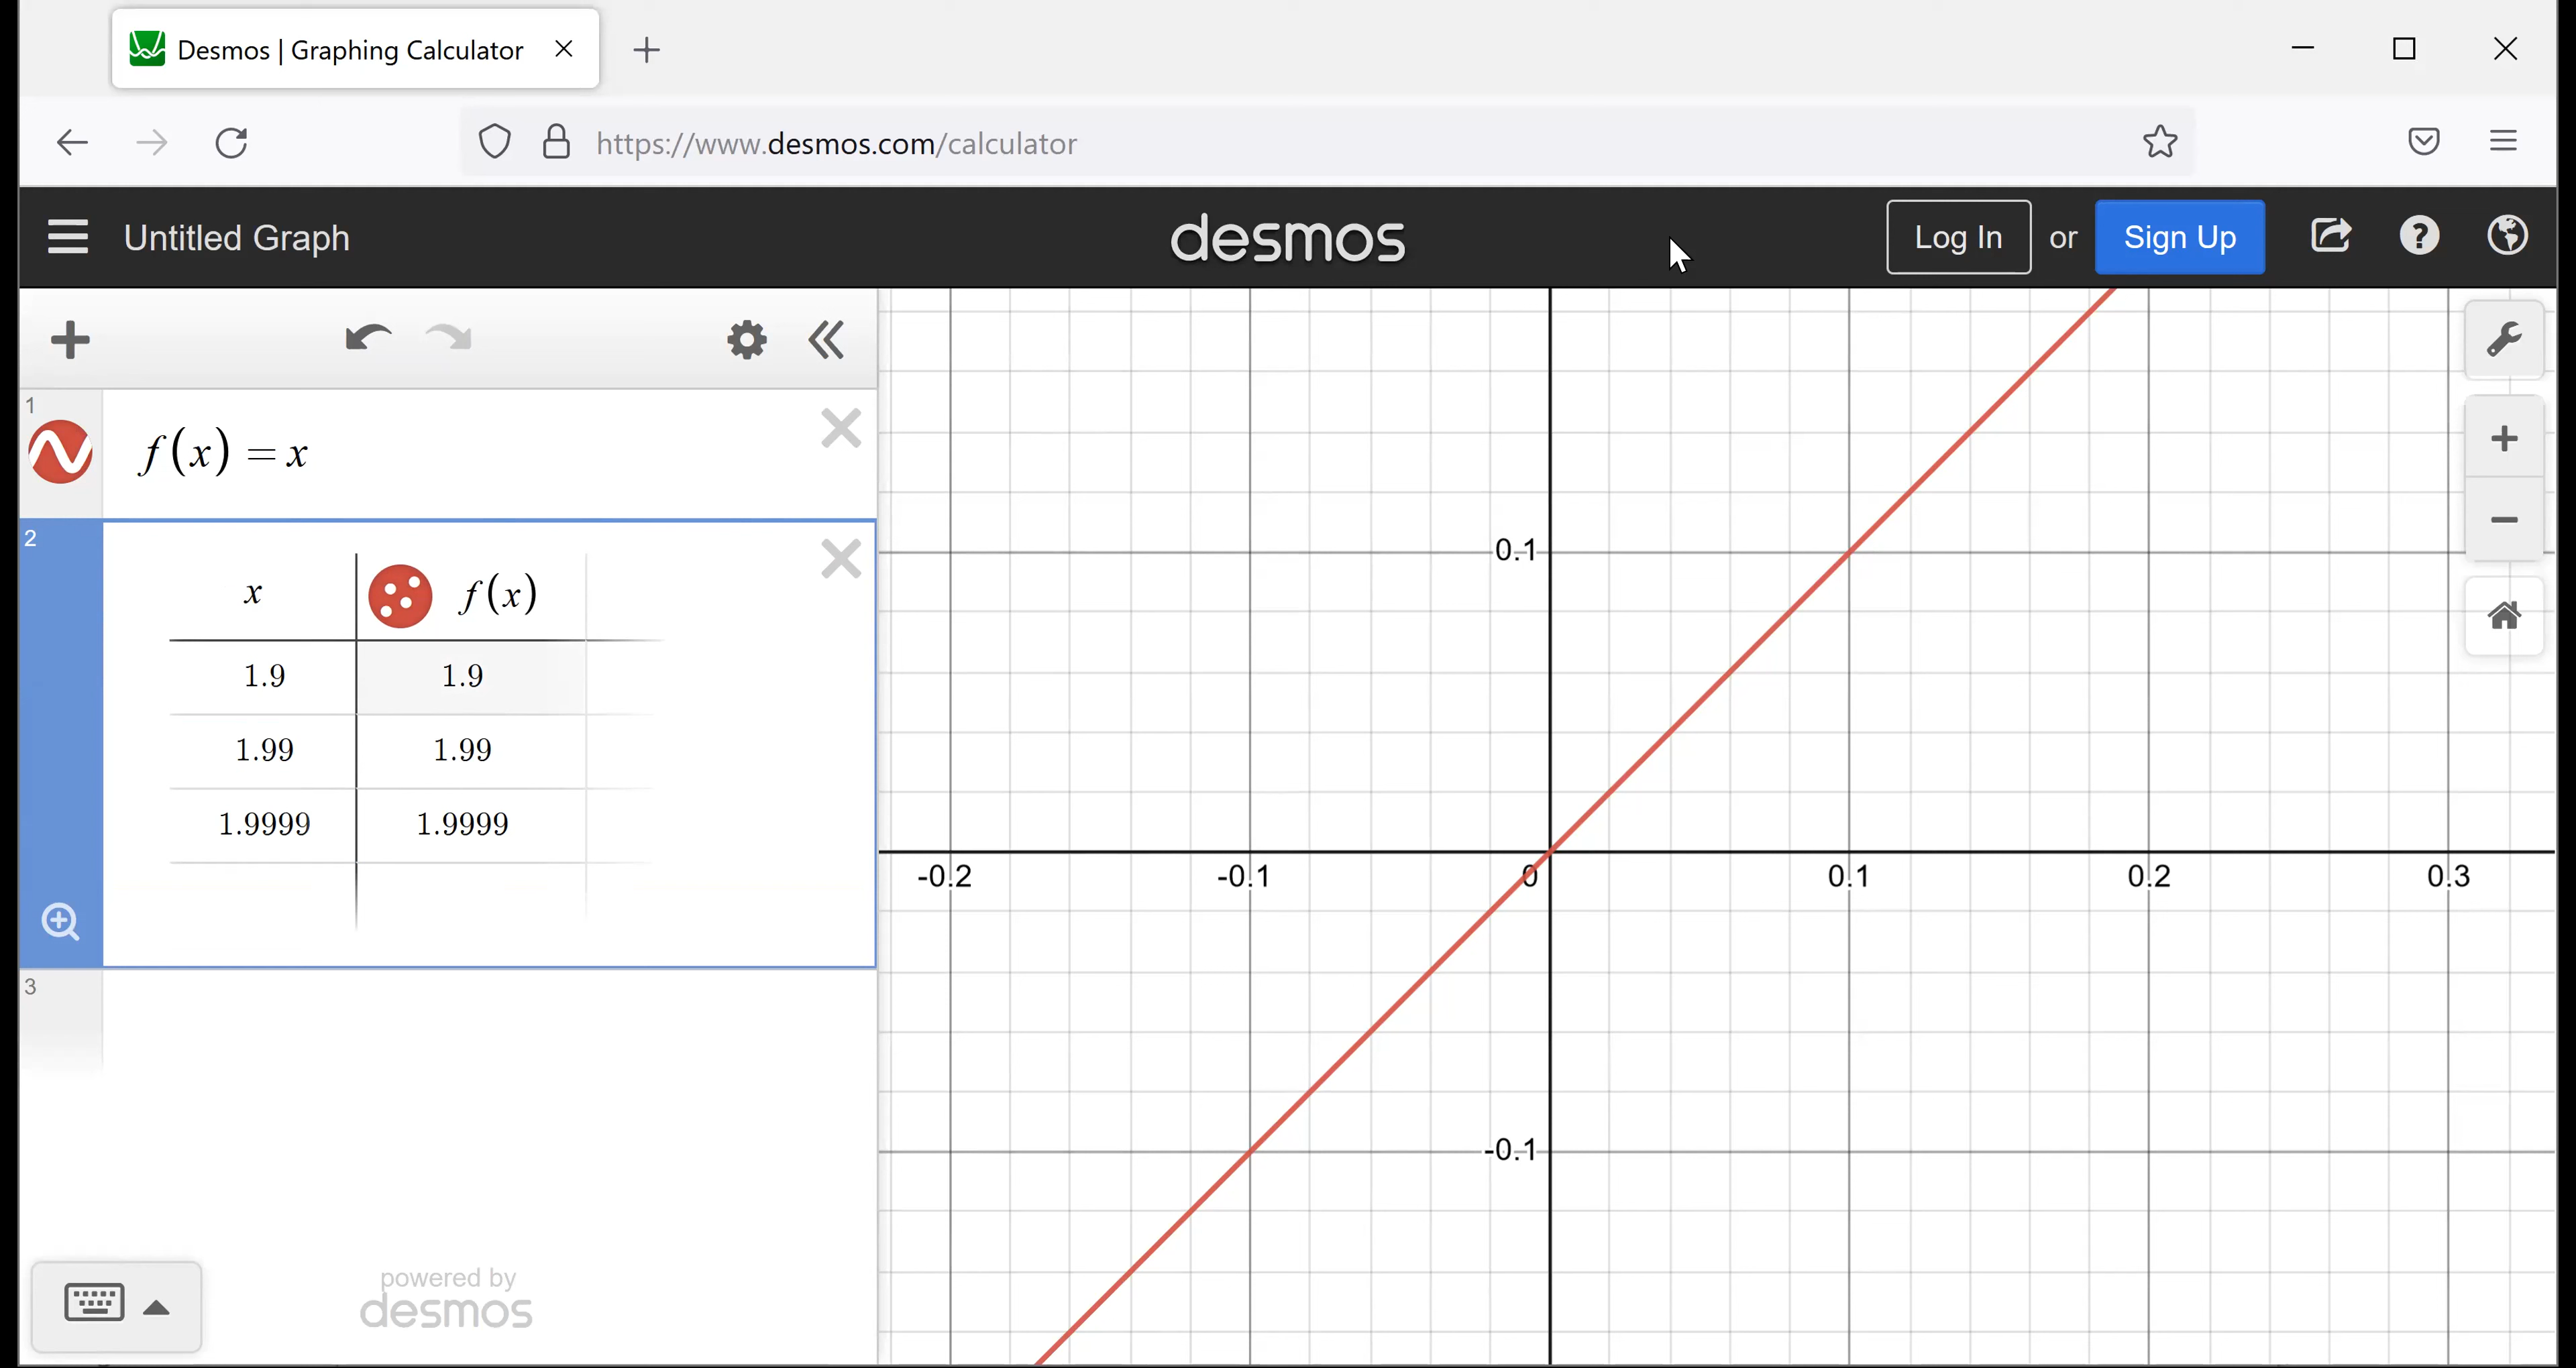 Desmos | Graphing Calculator
https://www.desmos.com/calculator
Untitled Graph
desmos
Log In or Sign Up
1
f(x) = x
2
x f(x)
1.9 1.9
1.99 1.99
1.9999 1.9999
3
powered by
desmos
0.1
-0.2 -0.1 0 0.1 0.2 0.3
-0.1